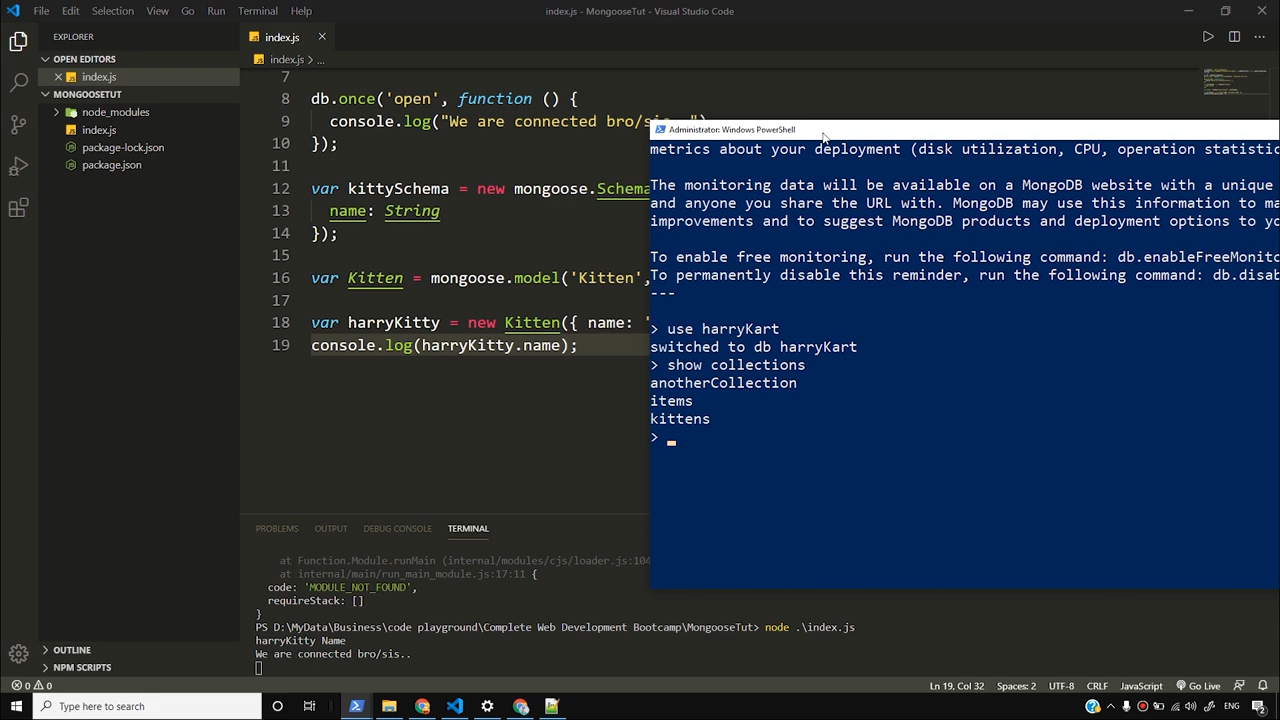 File Edit Selection View Go Run Terminal Help
index.js - MongooseTut - Visual Studio Code
EXPLORER
OPEN EDITORS
index.js
MONGOOSETUT
node_modules
index.js
package-lock.json
package.json
OUTLINE
NPM SCRIPTS
index.js
index.js > ...
7
8 db.once('open', function () {
9 console.log("We are connected bro/sis..")
10 });
11
12 var kittySchema = new mongoose.Schema
13 name: String
14 });
15
16 var Kitten = mongoose.model('Kitten',
17
18 var harryKitty = new Kitten({ name: '
19 console.log(harryKitty.name);
Administrator: Windows PowerShell
metrics about your deployment (disk utilization, CPU, operation statistic
The monitoring data will be available on a MongoDB website with a unique
and anyone you share the URL with. MongoDB may use this information to ma
improvements and to suggest MongoDB products and deployment options to yo
To enable free monitoring, run the following command: db.enableFreeMonito
To permanently disable this reminder, run the following command: db.disab
---
> use harryKart
switched to db harryKart
> show collections
anotherCollection
items
kittens
>
PROBLEMS OUTPUT DEBUG CONSOLE TERMINAL
at Function.Module.runMain (internal/modules/cjs/loader.js:104
at internal/main/run_main_module.js:17:11 {
code: 'MODULE_NOT_FOUND',
requireStack: []
}
PS D:\MyData\Business\code playground\Complete Web Development Bootcamp\MongooseTut> node .\index.js
harryKitty Name
We are connected bro/sis..
0 0
Ln 19, Col 32 Spaces: 2 UTF-8 CRLF JavaScript Go Live
Type here to search
ENG
2